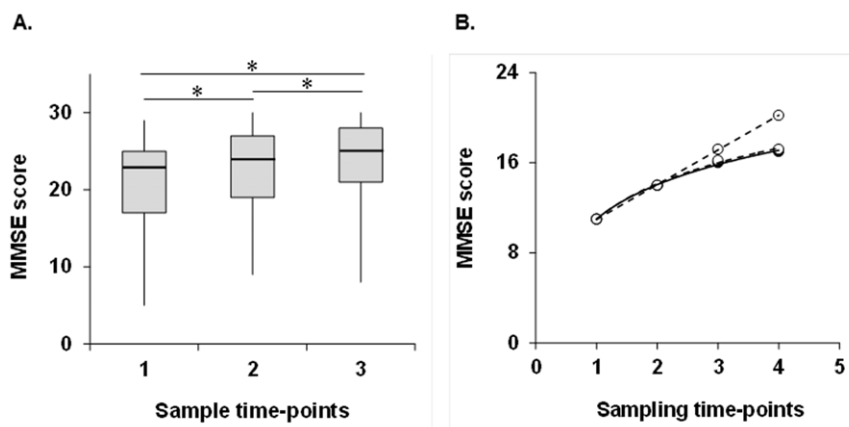 A.
*
*
*
30
20
10
0
MMSE score
1 2 3
Sample time-points
B.
24
16
8
0
MMSE score
0 1 2 3 4 5
Sampling time-points